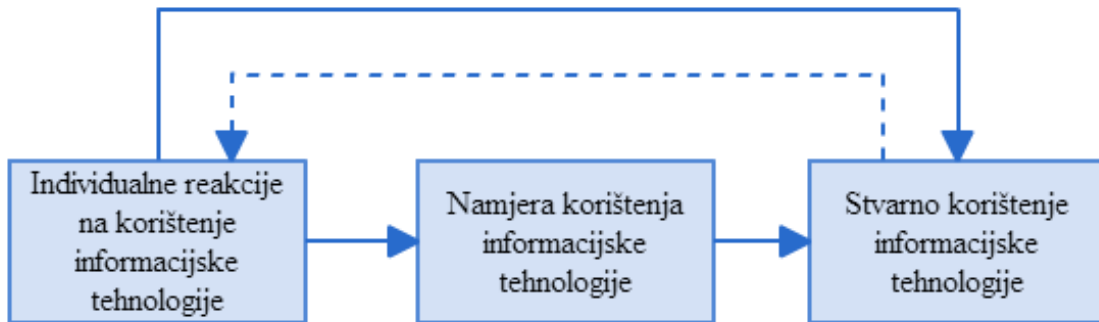 Individualne reakcije
na korištenje
informacijske
tehnologije
Namjera korištenja
informacijske
tehnologije
Stvarno korištenje
informacijske
tehnologije